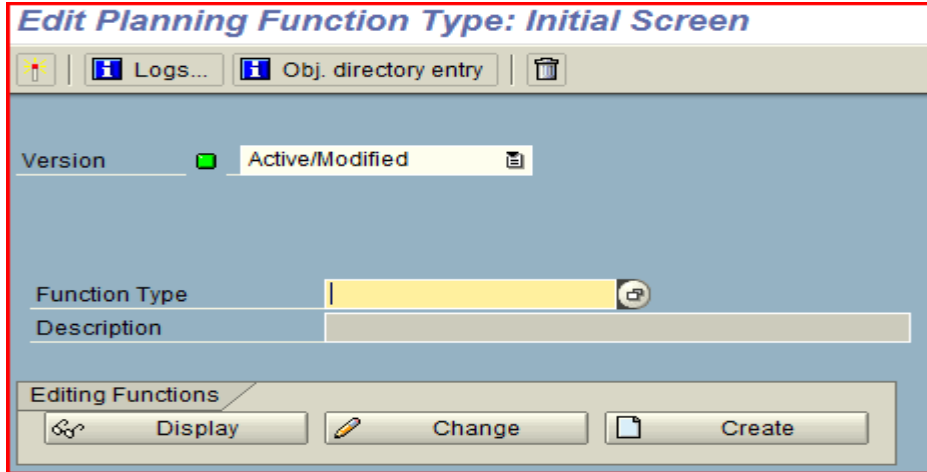 Edit Planning Function Type: Initial Screen
Logs... Obj. directory entry
Version Active/Modified
Function Type
Description
Editing Functions
Display Change Create